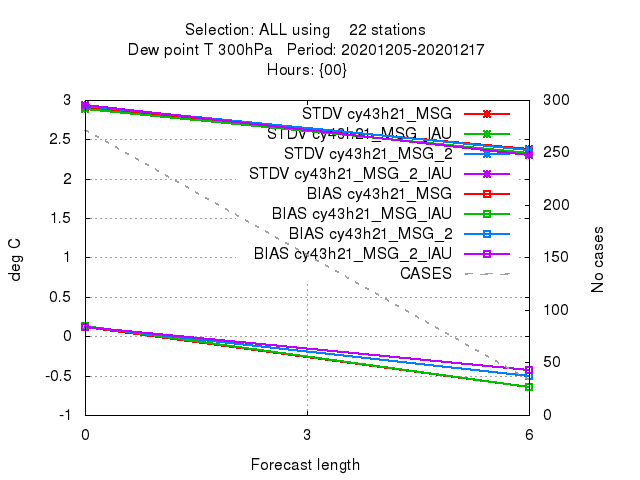 Selection: ALL using 22 stations
Dew point T 300hPa Period: 20201205-20201217
Hours: {00}
3
2.5
2
1.5
1
0.5
0
-0.5
-1
300
250
200
150
100
50
0
STDV cy43h21_MSG
STDV cy43h21_MSG_IAU
STDV cy43h21_MSG_2
STDV cy43h21_MSG_2_IAU
BIAS cy43h21_MSG
BIAS cy43h21_MSG_IAU
BIAS cy43h21_MSG_2
BIAS cy43h21_MSG_2_IAU
CASES
deg C
No cases
0 3 6
Forecast length